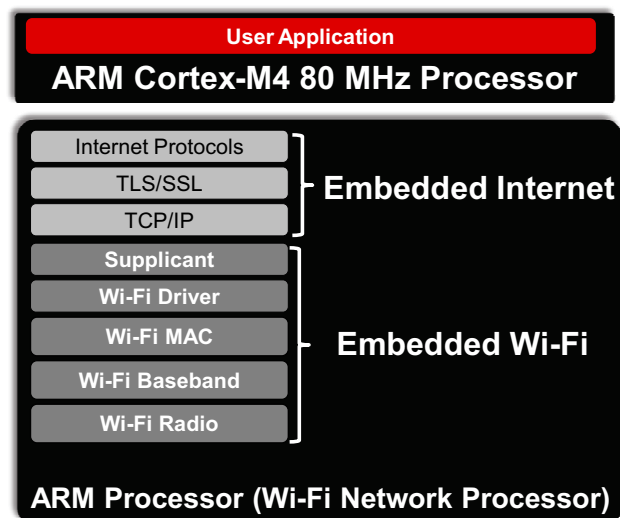 User Application
ARM Cortex-M4 80 MHz Processor
Internet Protocols
TLS/SSL
TCP/IP
Embedded Internet
Supplicant
Wi-Fi Driver
Wi-Fi MAC
Wi-Fi Baseband
Wi-Fi Radio
Embedded Wi-Fi
ARM Processor (Wi-Fi Network Processor)